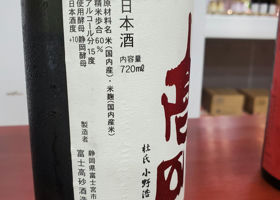 日本酒
内容量
720ml
原材料名 米(国内産)・米麹(国内産米)
精米歩合 60%
アルコール分 15度
使用酵母 静岡酵母
日本酒度 +10
製造者
静岡県富士宮市
富士高砂酒造
杜氏 小野浩